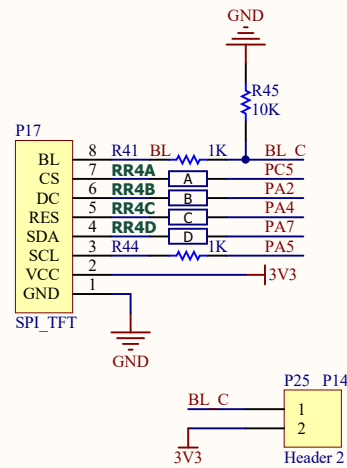 GND
R45
10K
P17
BL 8 R41 BL 1K BL_C
CS 7 RR4A A PC5
DC 6 RR4B B PA2
RES 5 RR4C C PA4
SDA 4 RR4D D PA7
SCL 3 R44 1K PA5
VCC 2 3V3
GND 1
SPI_TFT
GND
P25 P14
BL_C 1
2
3V3
Header 2